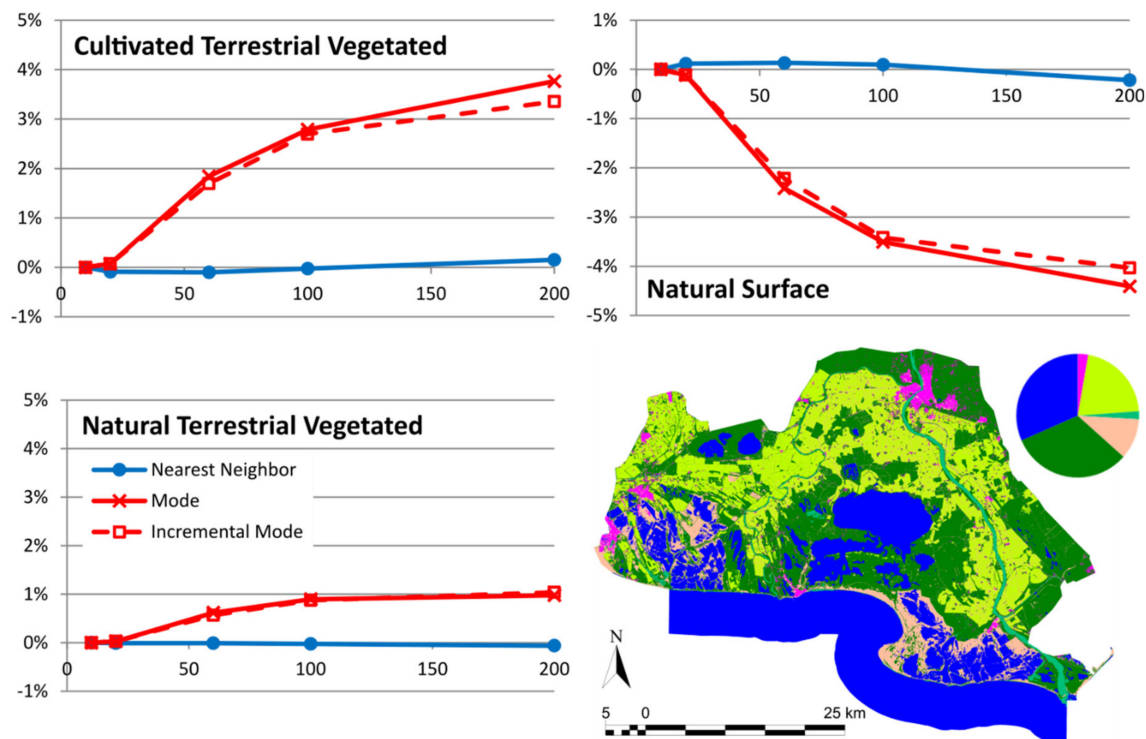 5%
Cultivated Terrestrial Vegetated
4%
3%
2%
1%
0%
0 50 100 150 200
-1%
1%
0%
0 50 100 150 200
-1%
-2%
-3%
-4%
Natural Surface
-5%
5%
Natural Terrestrial Vegetated
4%
Nearest Neighbor
3%
Mode
2%
Incremental Mode
1%
0%
0 50 100 150 200
-1%
N
5 0 25 km